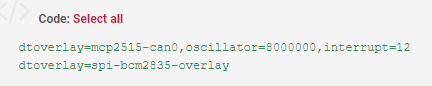 </>
Code: Select all
dtoverlay=mcp2515-can0,oscillator=8000000,interrupt=12
dtoverlay=spi-bcm2835-overlay